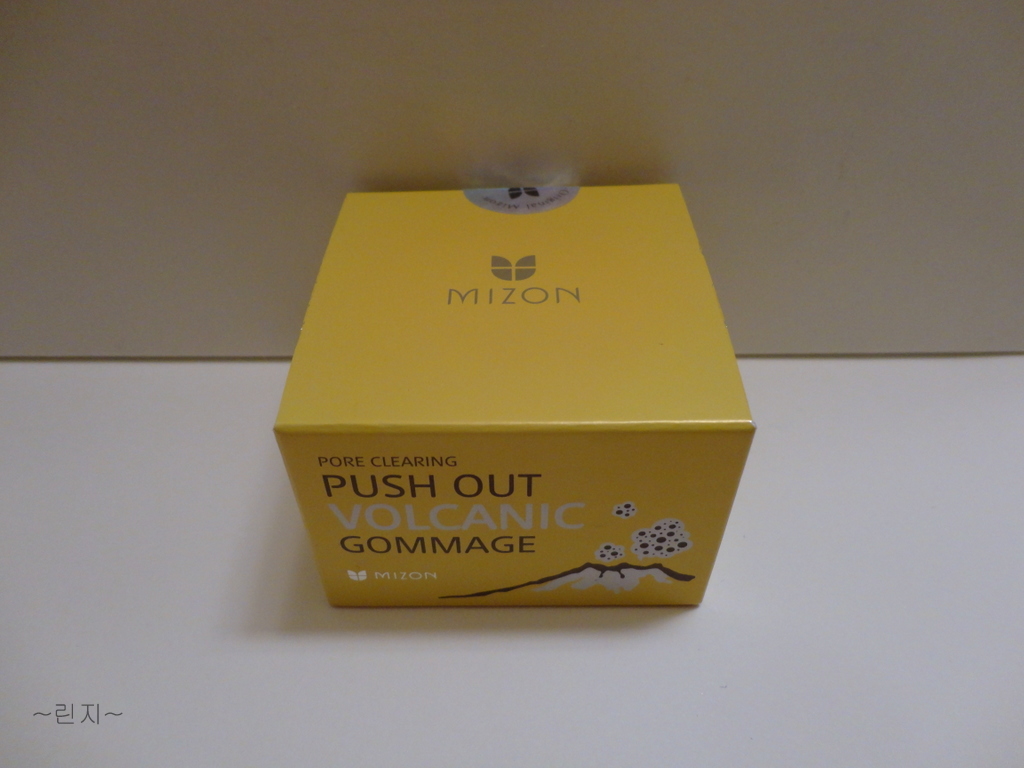 MIZON
PORE CLEARING
PUSH OUT
VOLCANIC
GOMMAGE
MIZON
~린지~